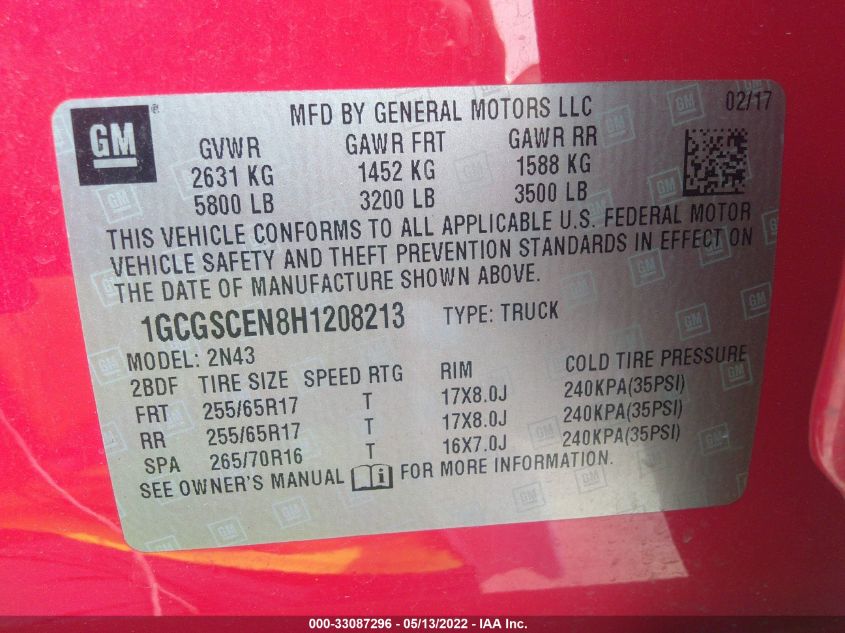 GM ® MFD BY GENERAL MOTORS LLC 02/17
GVWR GAWR FRT GAWR RR
2631 KG 1452 KG 1588 KG
5800 LB 3200 LB 3500 LB
THIS VEHICLE CONFORMS TO ALL APPLICABLE U.S. FEDERAL MOTOR
VEHICLE SAFETY AND THEFT PREVENTION STANDARDS IN EFFECT ON
THE DATE OF MANUFACTURE SHOWN ABOVE.
1GCGSCEN8H1208213 TYPE: TRUCK
MODEL: 2N43
2BDF TIRE SIZE SPEED RTG RIM COLD TIRE PRESSURE
FRT 255/65R17 T 17X8.0J 240KPA(35PSI)
RR 255/65R17 T 17X8.0J 240KPA(35PSI)
SPA 265/70R16 T 16X7.0J 240KPA(35PSI)
SEE OWNER'S MANUAL i FOR MORE INFORMATION.
000-33087296 - 05/13/2022 - IAA Inc.